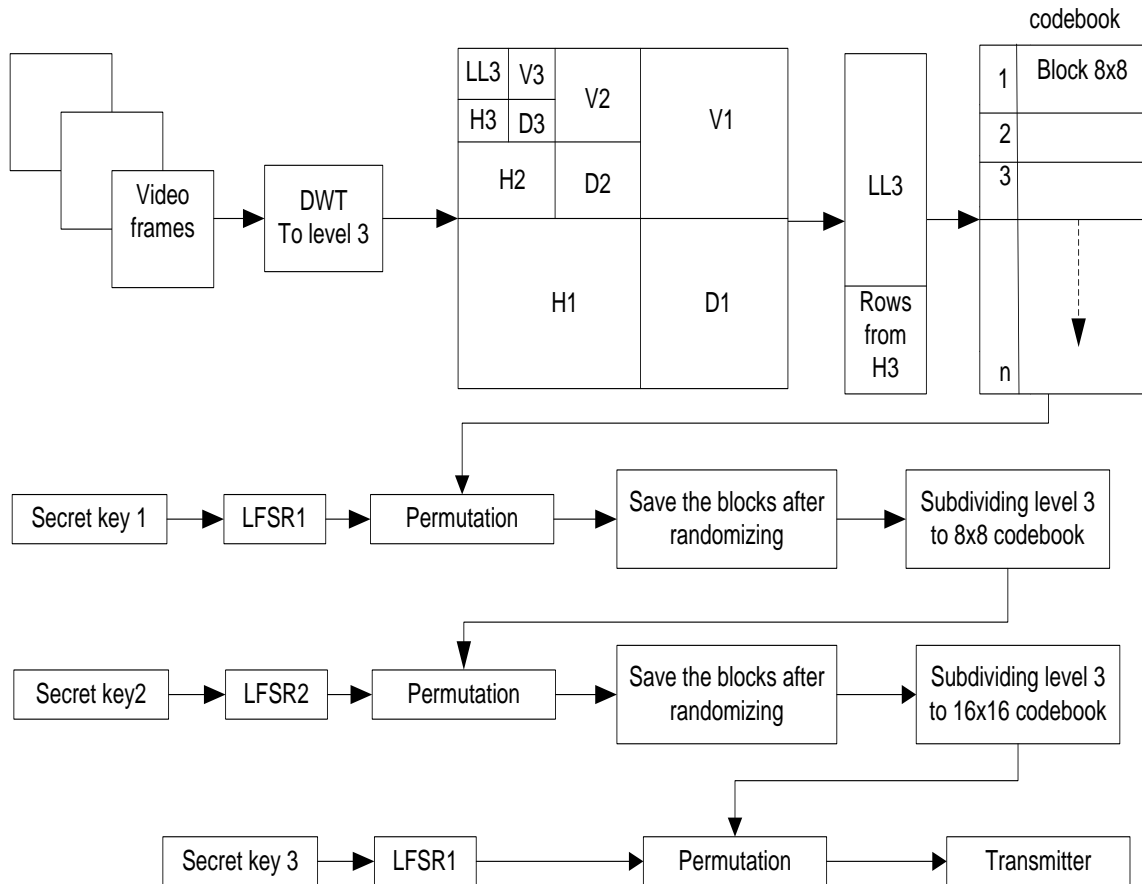 codebook
LL3
V3
V2
V1
H3
D3
H2
D2
H1
D1
Video
frames
DWT
To level 3
LL3
Rows
from
H3
1
Block 8x8
2
3
n
Secret key 1
LFSR1
Permutation
Save the blocks after
randomizing
Subdividing level 3
to 8x8 codebook
Secret key2
LFSR2
Permutation
Save the blocks after
randomizing
Subdividing level 3
to 16x16 codebook
Secret key 3
LFSR1
Permutation
Transmitter